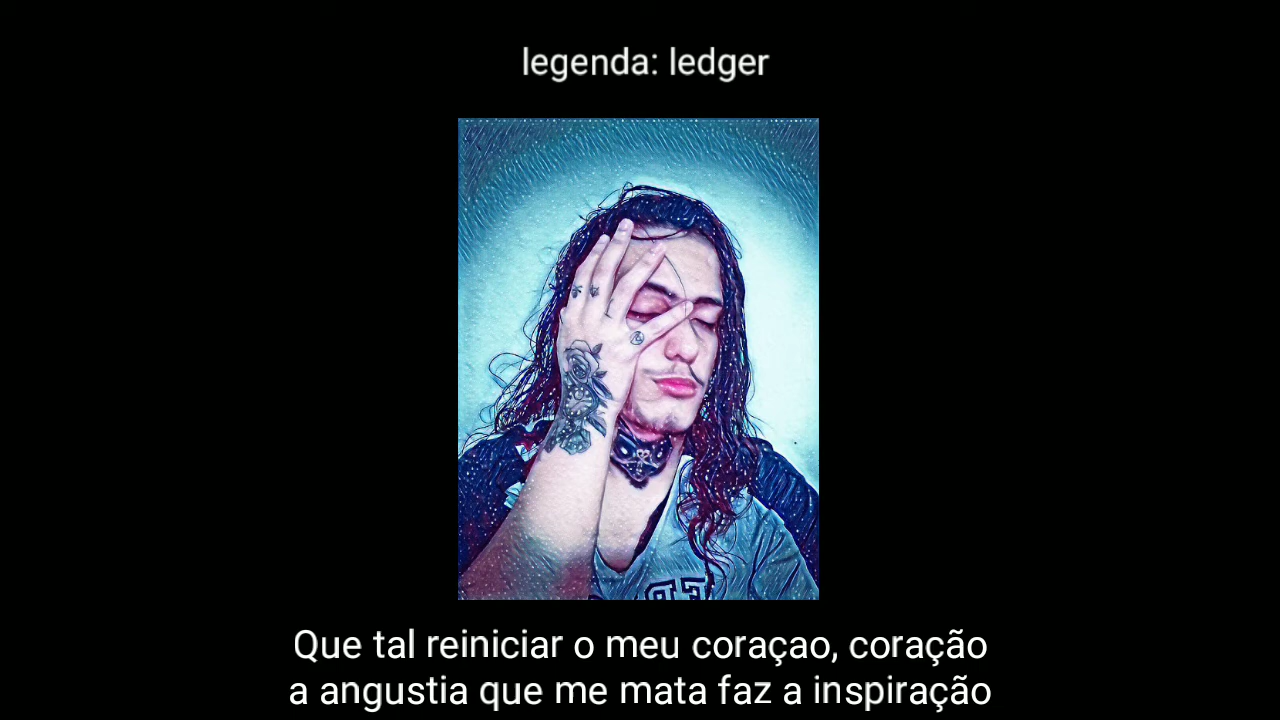 legenda: ledger
Que tal reiniciar o meu coraçao, coração
a angustia que me mata faz a inspiração